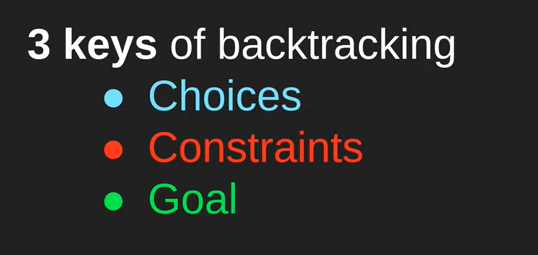 3 keys of backtracking
● Choices
● Constraints
● Goal